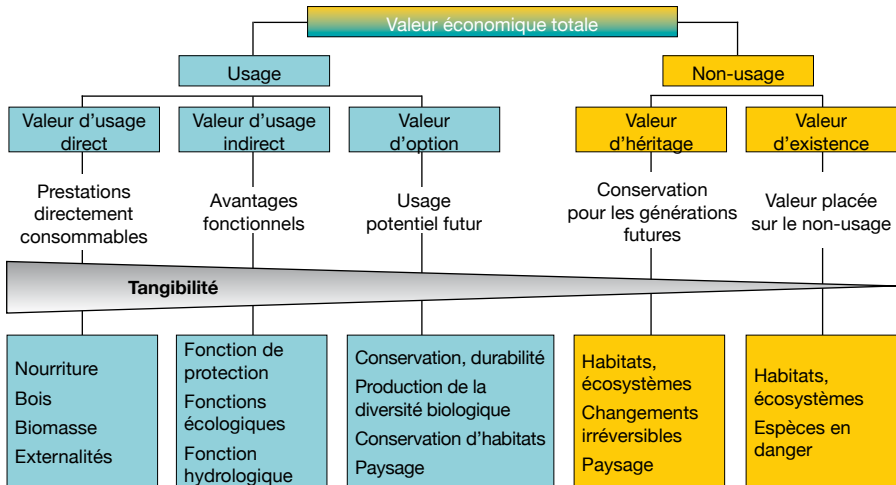 Valeur économique totale
Usage
Non-usage
Valeur d'usage
direct
Valeur d'usage
indirect
Valeur
d'option
Valeur
d'héritage
Valeur
d'existence
Prestations
directement
consommables
Avantages
fonctionnels
Usage
potentiel futur
Conservation
pour les générations
futures
Valeur placée
sur le non-usage
Tangibilité
Nourriture
Bois
Biomasse
Externalités
Fonction de
protection
Fonctions
écologiques
Fonction
hydrologique
Conservation, durabilité
Production de la
diversité biologique
Conservation d'habitats
Paysage
Habitats,
écosystèmes
Changements
irréversibles
Paysage
Habitats,
écosystèmes
Espèces en
danger